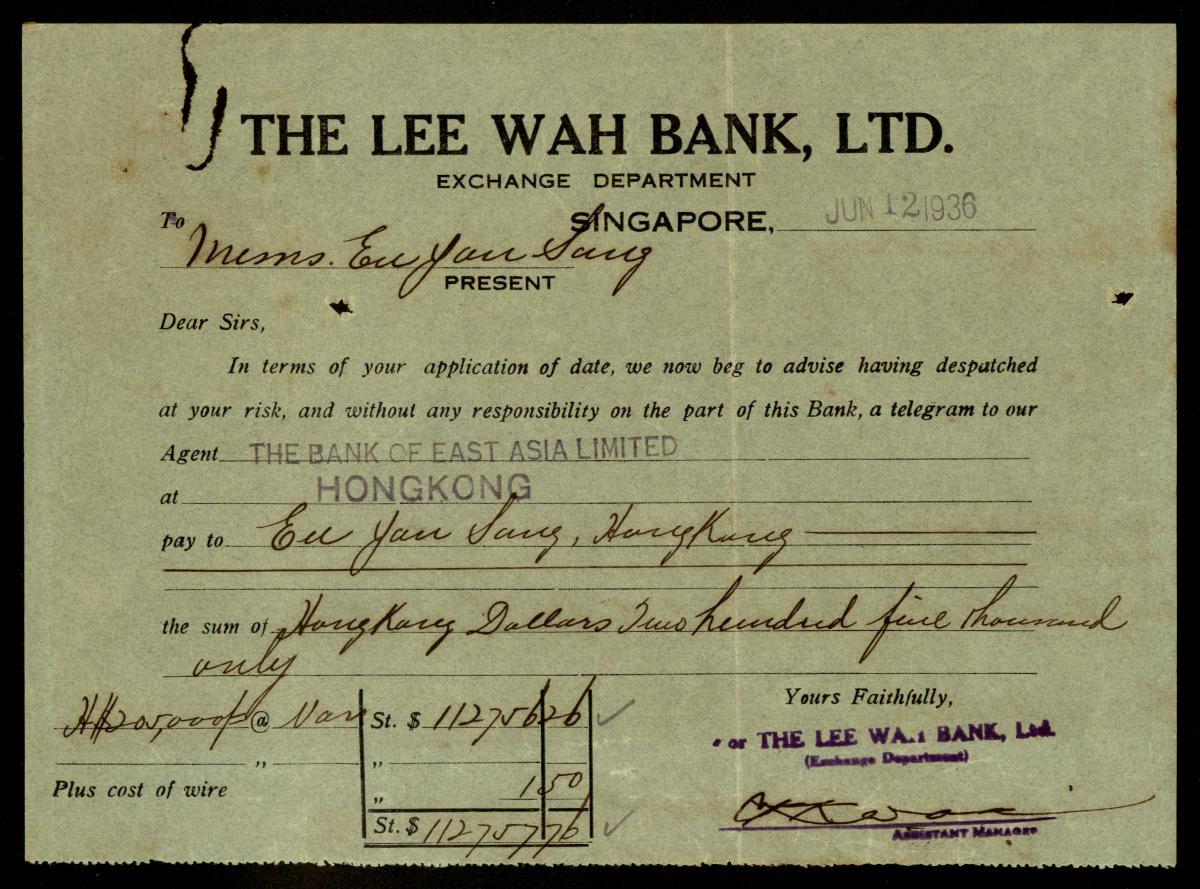 THE LEE WAH BANK, LTD.
EXCHANGE DEPARTMENT
SINGAPORE, JUN 12 1936
To
Messrs. Eu Yan Sang
PRESENT
Dear Sirs,
In terms of your application of date, we now beg to advise having despatched
at your risk, and without any responsibility on the part of this Bank, a telegram to our
Agent THE BANK OF EAST ASIA LIMITED
at HONGKONG
pay to Eu Yan Sang, HongKong
the sum of HongKong Dollars Two hundred five thousand
only
H$205,000/- @ Var St. $ 112756 26
" "
Plus cost of wire " 1 50
St. $ 112757 76
Yours Faithfully,
For THE LEE WAH BANK, Ltd.
(Exchange Department)
ASSISTANT MANAGER